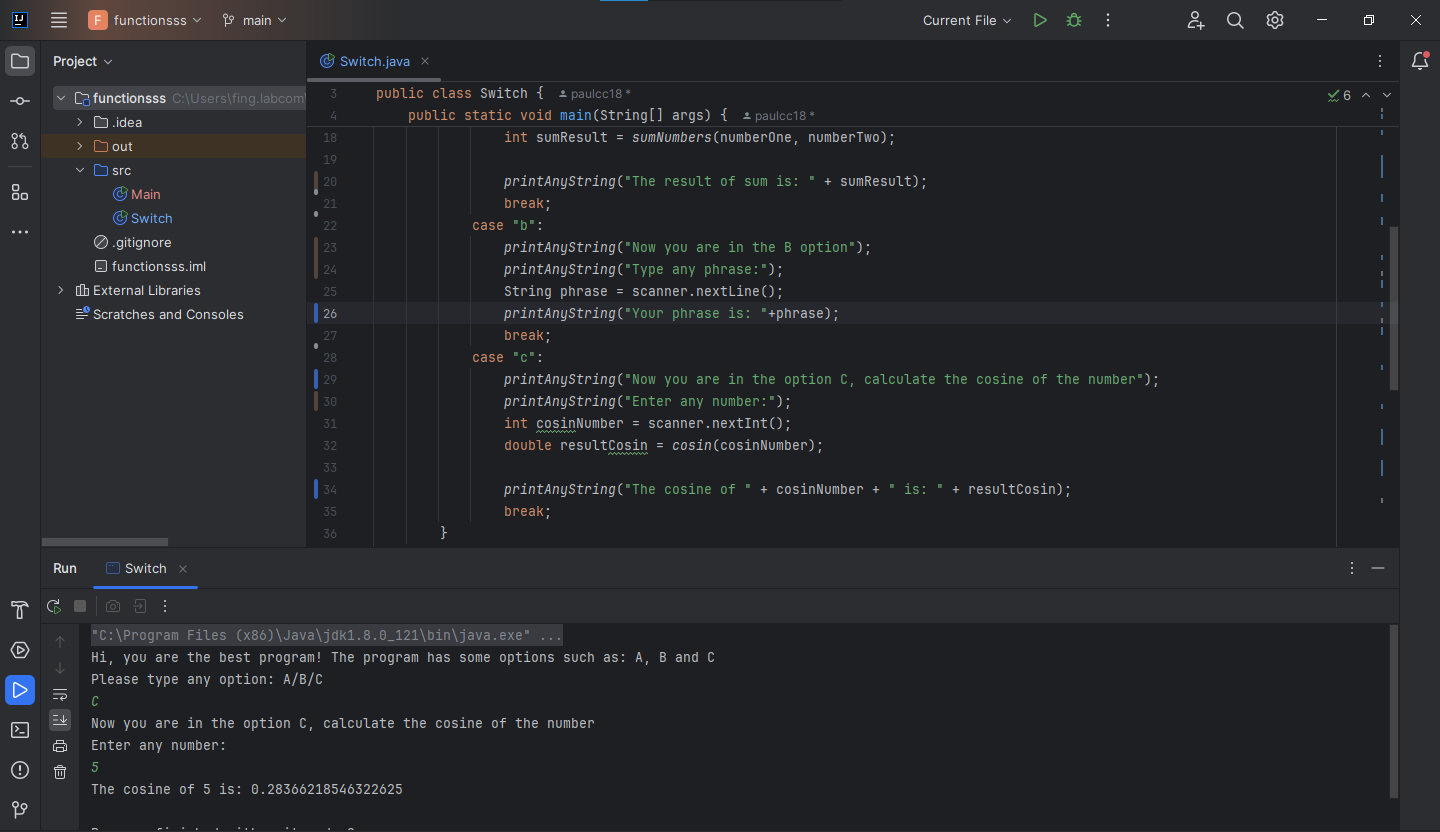 F functionsss main Current File
Project
functionsss C:\Users\fing.labcom\
.idea
out
src
Main
Switch
.gitignore
functionsss.iml
External Libraries
Scratches and Consoles
Switch.java
6
3 public class Switch { paulcc18 *
4 public static void main(String[] args) { paulcc18 *
18 int sumResult = sumNumbers(numberOne, numberTwo);
19
20 printAnyString("The result of sum is: " + sumResult);
21 break;
22 case "b":
23 printAnyString("Now you are in the B option");
24 printAnyString("Type any phrase:");
25 String phrase = scanner.nextLine();
26 printAnyString("Your phrase is: "+phrase);
27 break;
28 case "c":
29 printAnyString("Now you are in the option C, calculate the cosine of the number");
30 printAnyString("Enter any number:");
31 int cosinNumber = scanner.nextInt();
32 double resultCosin = cosin(cosinNumber);
33
34 printAnyString("The cosine of " + cosinNumber + " is: " + resultCosin);
35 break;
36 }
Run Switch
"C:\Program Files (x86)\Java\jdk1.8.0_121\bin\java.exe" ...
Hi, you are the best program! The program has some options such as: A, B and C
Please type any option: A/B/C
C
Now you are in the option C, calculate the cosine of the number
Enter any number:
5
The cosine of 5 is: 0.28366218546322625